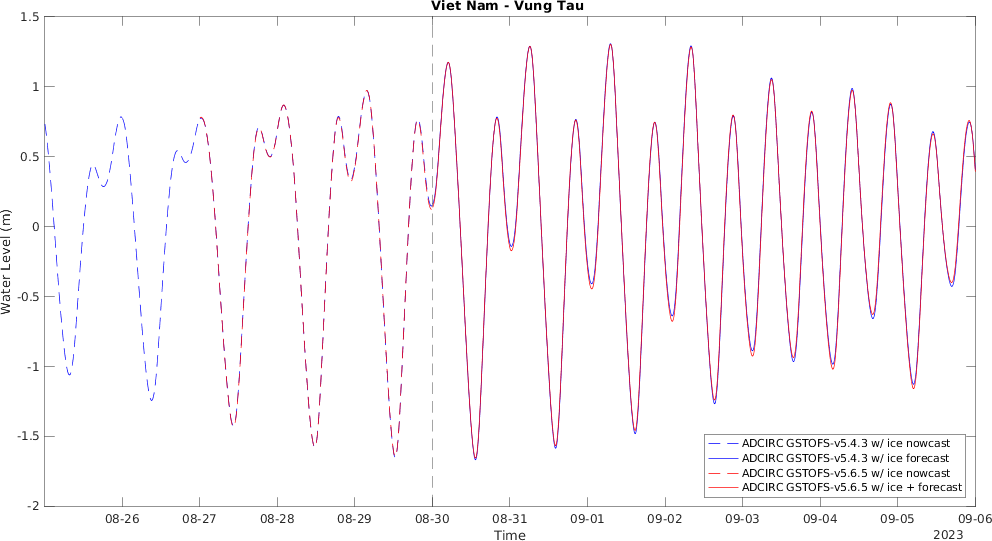 Viet Nam - Vung Tau
1.5
1
0.5
0
-0.5
-1
-1.5
-2
Water Level (m)
ADCIRC GSTOFS-v5.4.3 w/ ice nowcast
ADCIRC GSTOFS-v5.4.3 w/ ice forecast
ADCIRC GSTOFS-v5.6.5 w/ ice nowcast
ADCIRC GSTOFS-v5.6.5 w/ ice + forecast
08-26 08-27 08-28 08-29 08-30 08-31 09-01 09-02 09-03 09-04 09-05 09-06
Time
2023